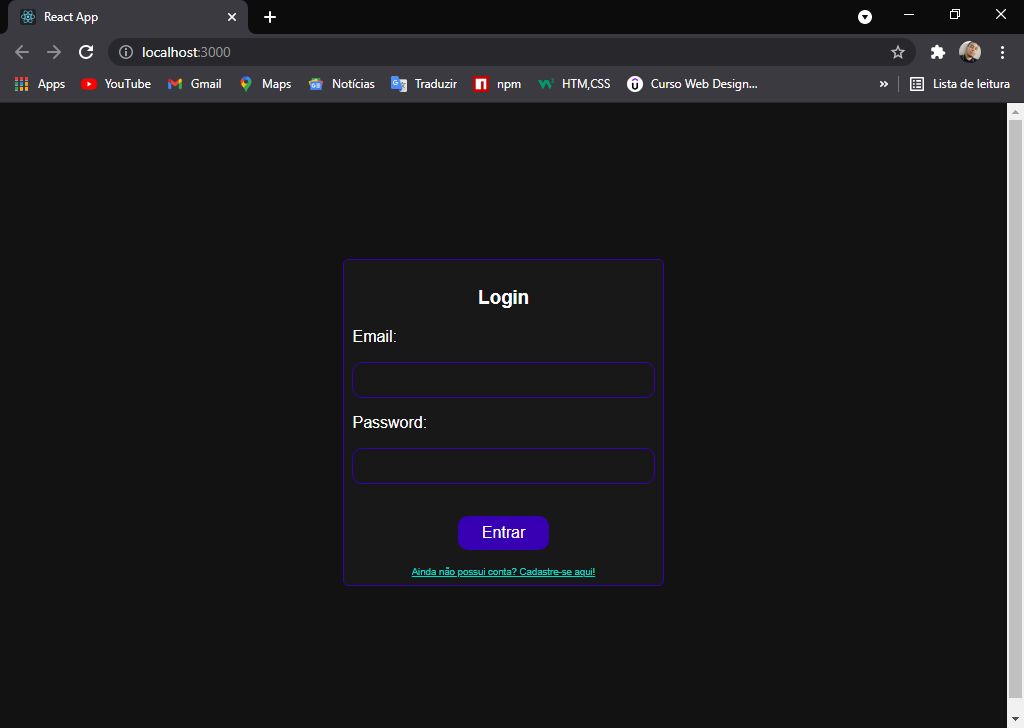 React App
localhost:3000
Apps YouTube Gmail Maps Notícias Traduzir npm HTM,CSS Curso Web Design... » Lista de leitura
Login
Email:
Password:
Entrar
Ainda não possui conta? Cadastre-se aqui!